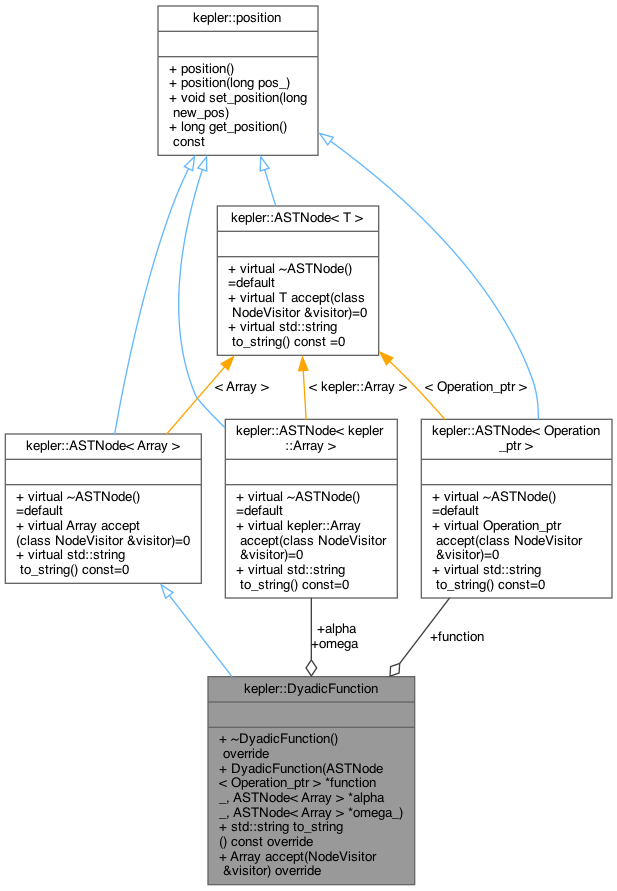 kepler::position
+ position()
+ position(long pos_)
+ void set_position(long
new_pos)
+ long get_position()
const
kepler::ASTNode< T >
+ virtual ~ASTNode()
=default
+ virtual T accept(class
NodeVisitor &visitor)=0
+ virtual std::string
to_string() const =0
< Array >
< kepler::Array >
< Operation_ptr >
kepler::ASTNode< Array >
+ virtual ~ASTNode()
=default
+ virtual Array accept
(class NodeVisitor &visitor)=0
+ virtual std::string
to_string() const=0
kepler::ASTNode< kepler
::Array >
+ virtual ~ASTNode()
=default
+ virtual kepler::Array
accept(class NodeVisitor
&visitor)=0
+ virtual std::string
to_string() const=0
kepler::ASTNode< Operation
_ptr >
+ virtual ~ASTNode()
=default
+ virtual Operation_ptr
accept(class NodeVisitor
&visitor)=0
+ virtual std::string
to_string() const=0
+alpha
+omega
+function
kepler::DyadicFunction
+ ~DyadicFunction()
override
+ DyadicFunction(ASTNode
< Operation_ptr > *function
_, ASTNode< Array > *alpha
_, ASTNode< Array > *omega_)
+ std::string to_string
() const override
+ Array accept(NodeVisitor
&visitor) override